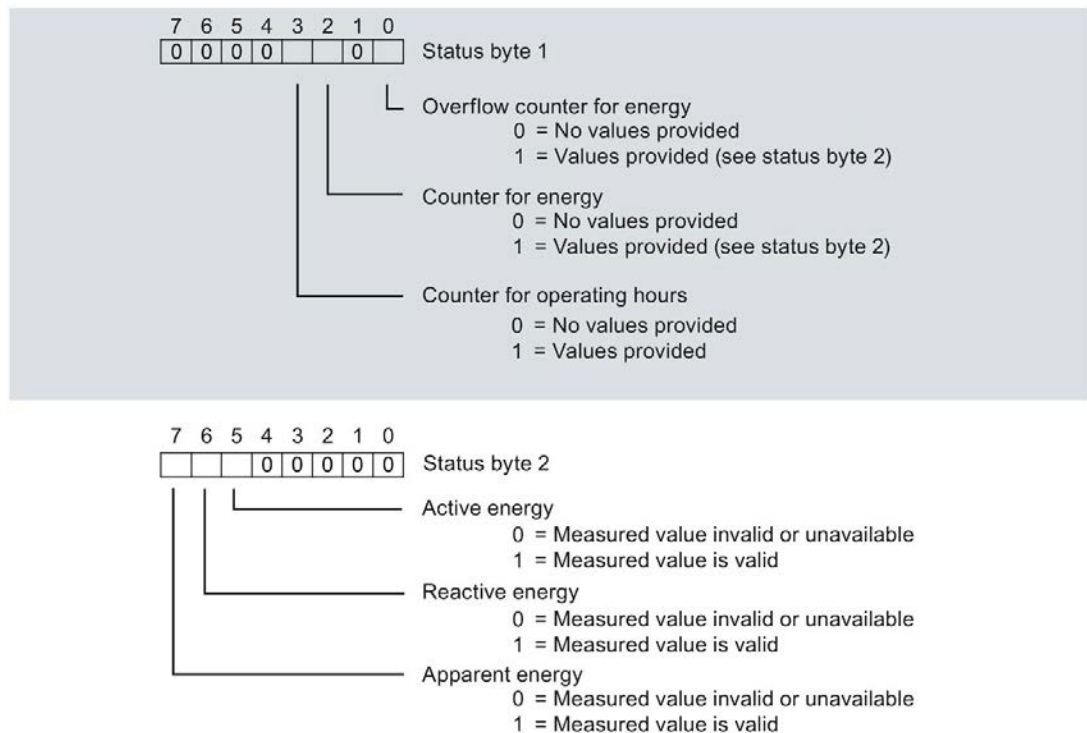 7 6 5 4 3 2 1 0
0 0 0 0 0 Status byte 1
Overflow counter for energy
0 = No values provided
1 = Values provided (see status byte 2)
Counter for energy
0 = No values provided
1 = Values provided (see status byte 2)
Counter for operating hours
0 = No values provided
1 = Values provided
7 6 5 4 3 2 1 0
0 0 0 0 0 Status byte 2
Active energy
0 = Measured value invalid or unavailable
1 = Measured value is valid
Reactive energy
0 = Measured value invalid or unavailable
1 = Measured value is valid
Apparent energy
0 = Measured value invalid or unavailable
1 = Measured value is valid